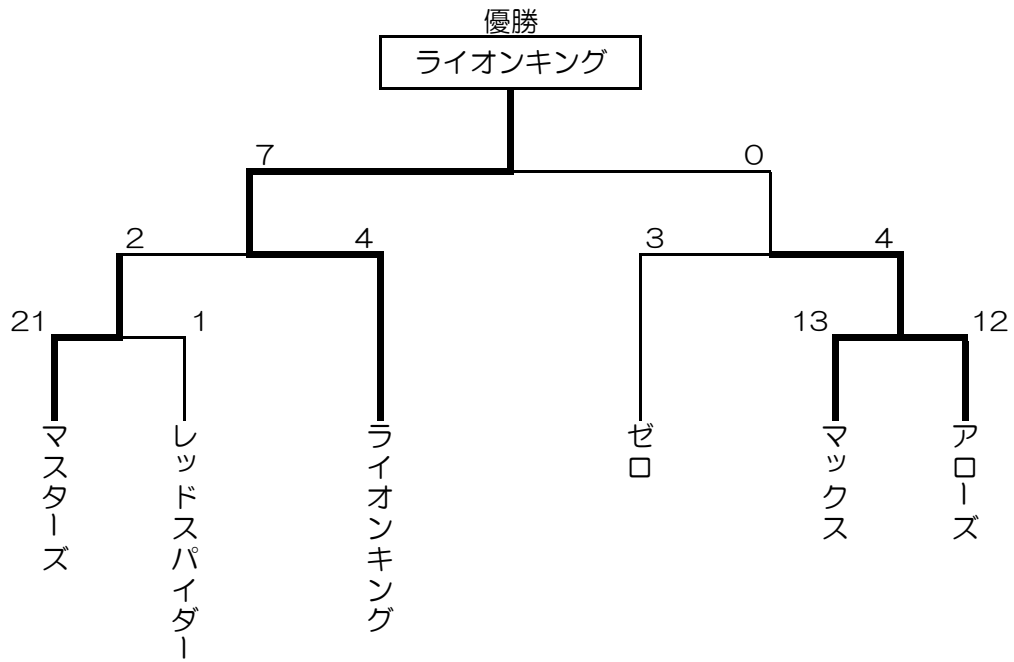 優勝
ライオンキング
7
0
2
4
3
4
21
1
13
12
マスターズ
レッドスパイダー
ライオンキング
ゼロ
マックス
アローズ